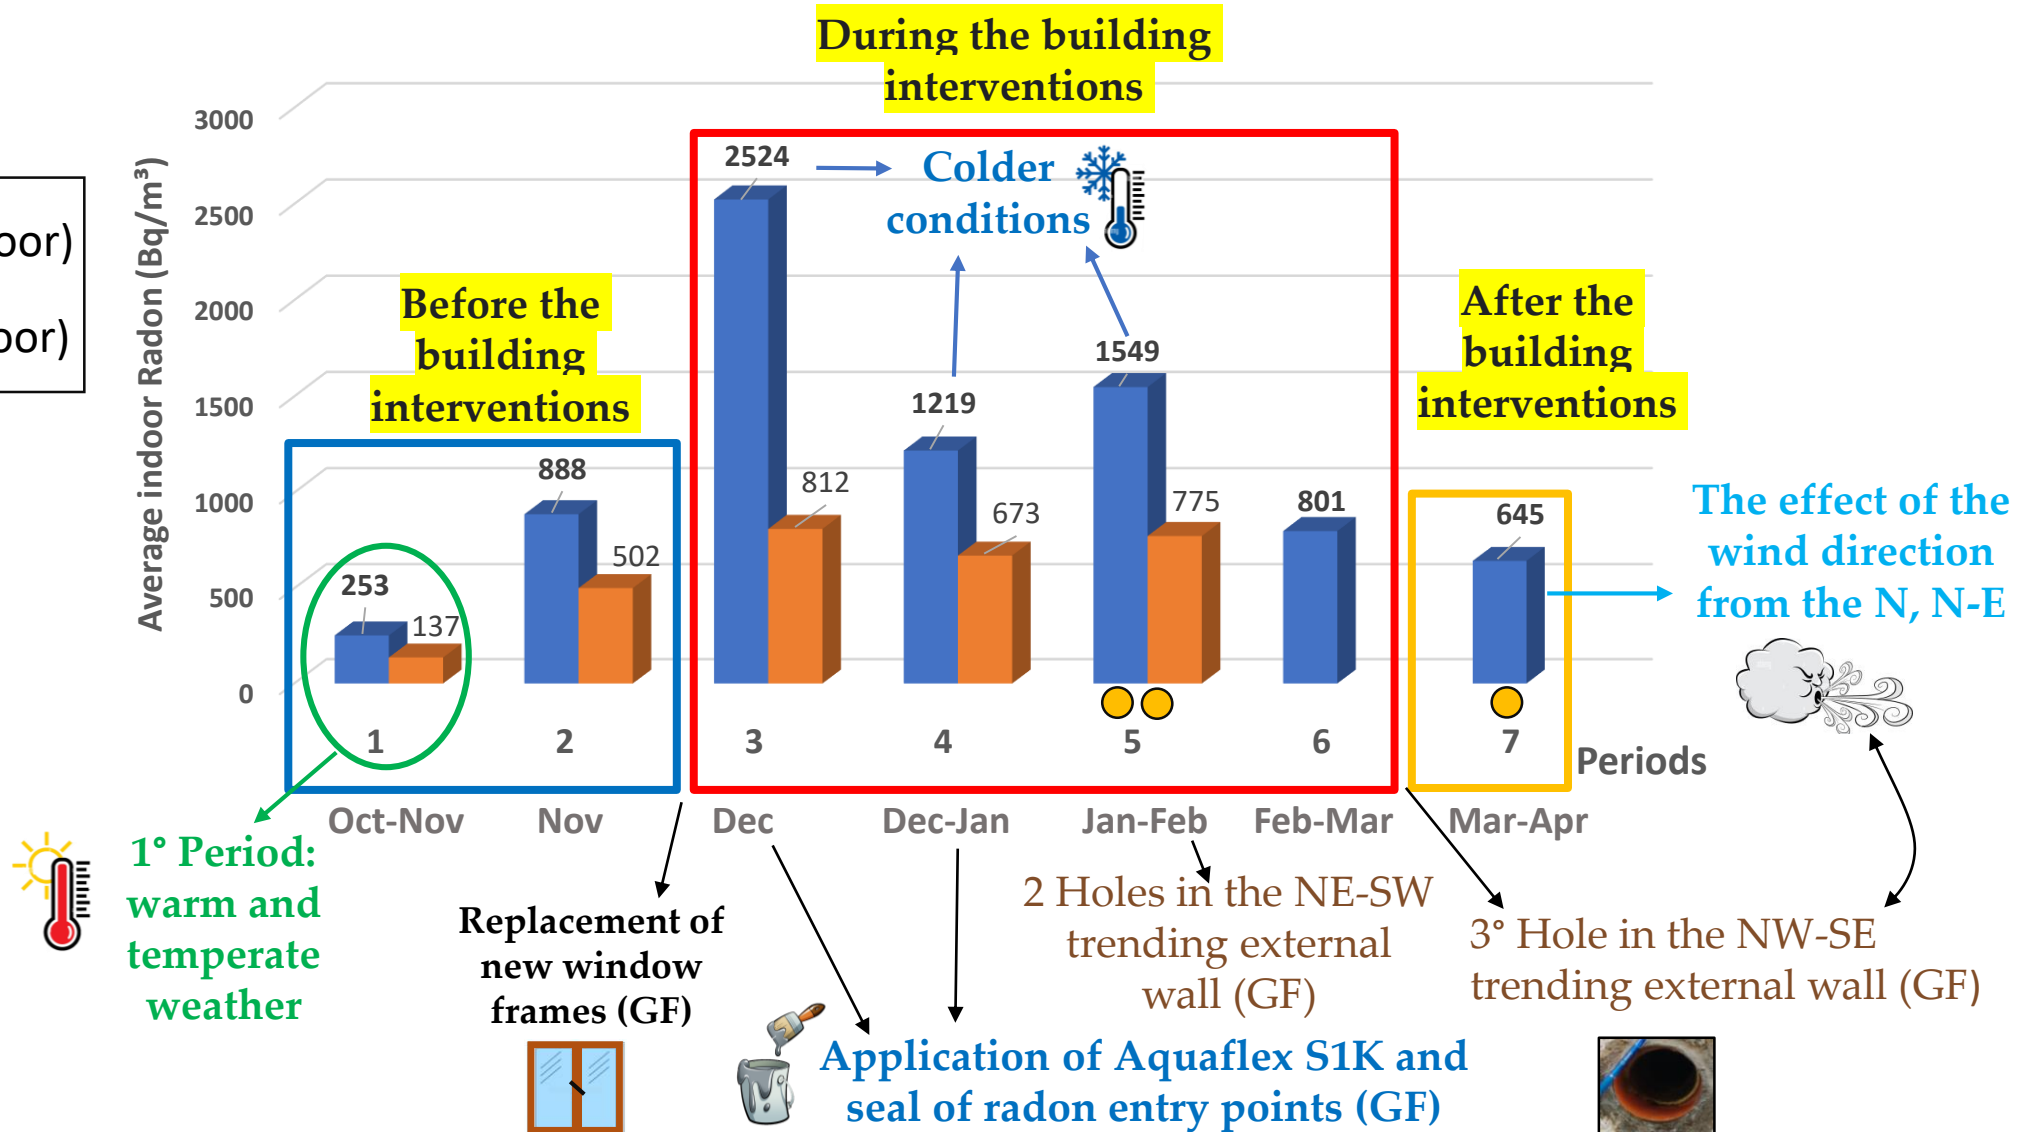 During the building
interventions
3000
2500
2000
1500
1000
500
0
Average indoor Radon (Bq/m³)
oor)
oor)
Before the
building
interventions
2524
Colder
conditions
After the
building
interventions
253
137
888
502
812
1219
673
1549
775
801
645
The effect of the
wind direction
from the N, N-E
1
2
3
4
5
6
7
Periods
Oct-Nov
Nov
Dec
Dec-Jan
Jan-Feb
Feb-Mar
Mar-Apr
1° Period:
warm and
temperate
weather
Replacement of
new window
frames (GF)
2 Holes in the NE-SW
trending external
wall (GF)
3° Hole in the NW-SE
trending external wall (GF)
Application of Aquaflex S1K and
seal of radon entry points (GF)